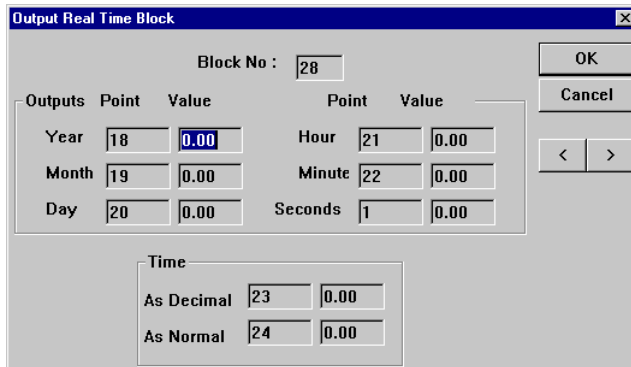 Output Real Time Block
Block No : 28
OK
Cancel
< >
Outputs Point Value Point Value
Year 18 0.00 Hour 21 0.00
Month 19 0.00 Minute 22 0.00
Day 20 0.00 Seconds 1 0.00
Time
As Decimal 23 0.00
As Normal 24 0.00